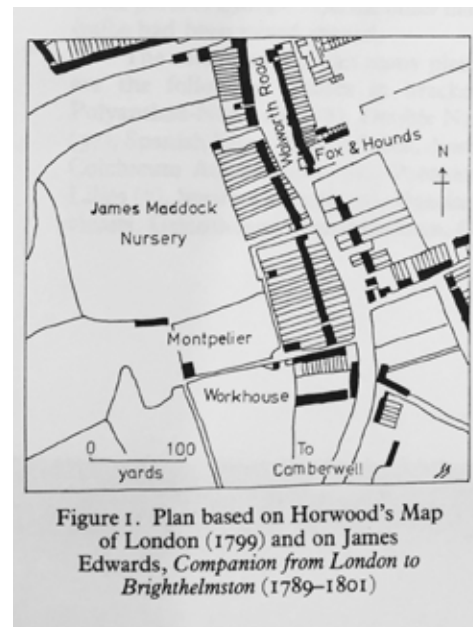 Walworth Road
Fox & Hounds
N
James Maddock
Nursery
Montpelier
Workhouse
0 100
yards
To
Comberwell
Figure 1. Plan based on Horwood's Map
of London (1799) and on James
Edwards, Companion from London to
Brighthelmston (1789–1801)